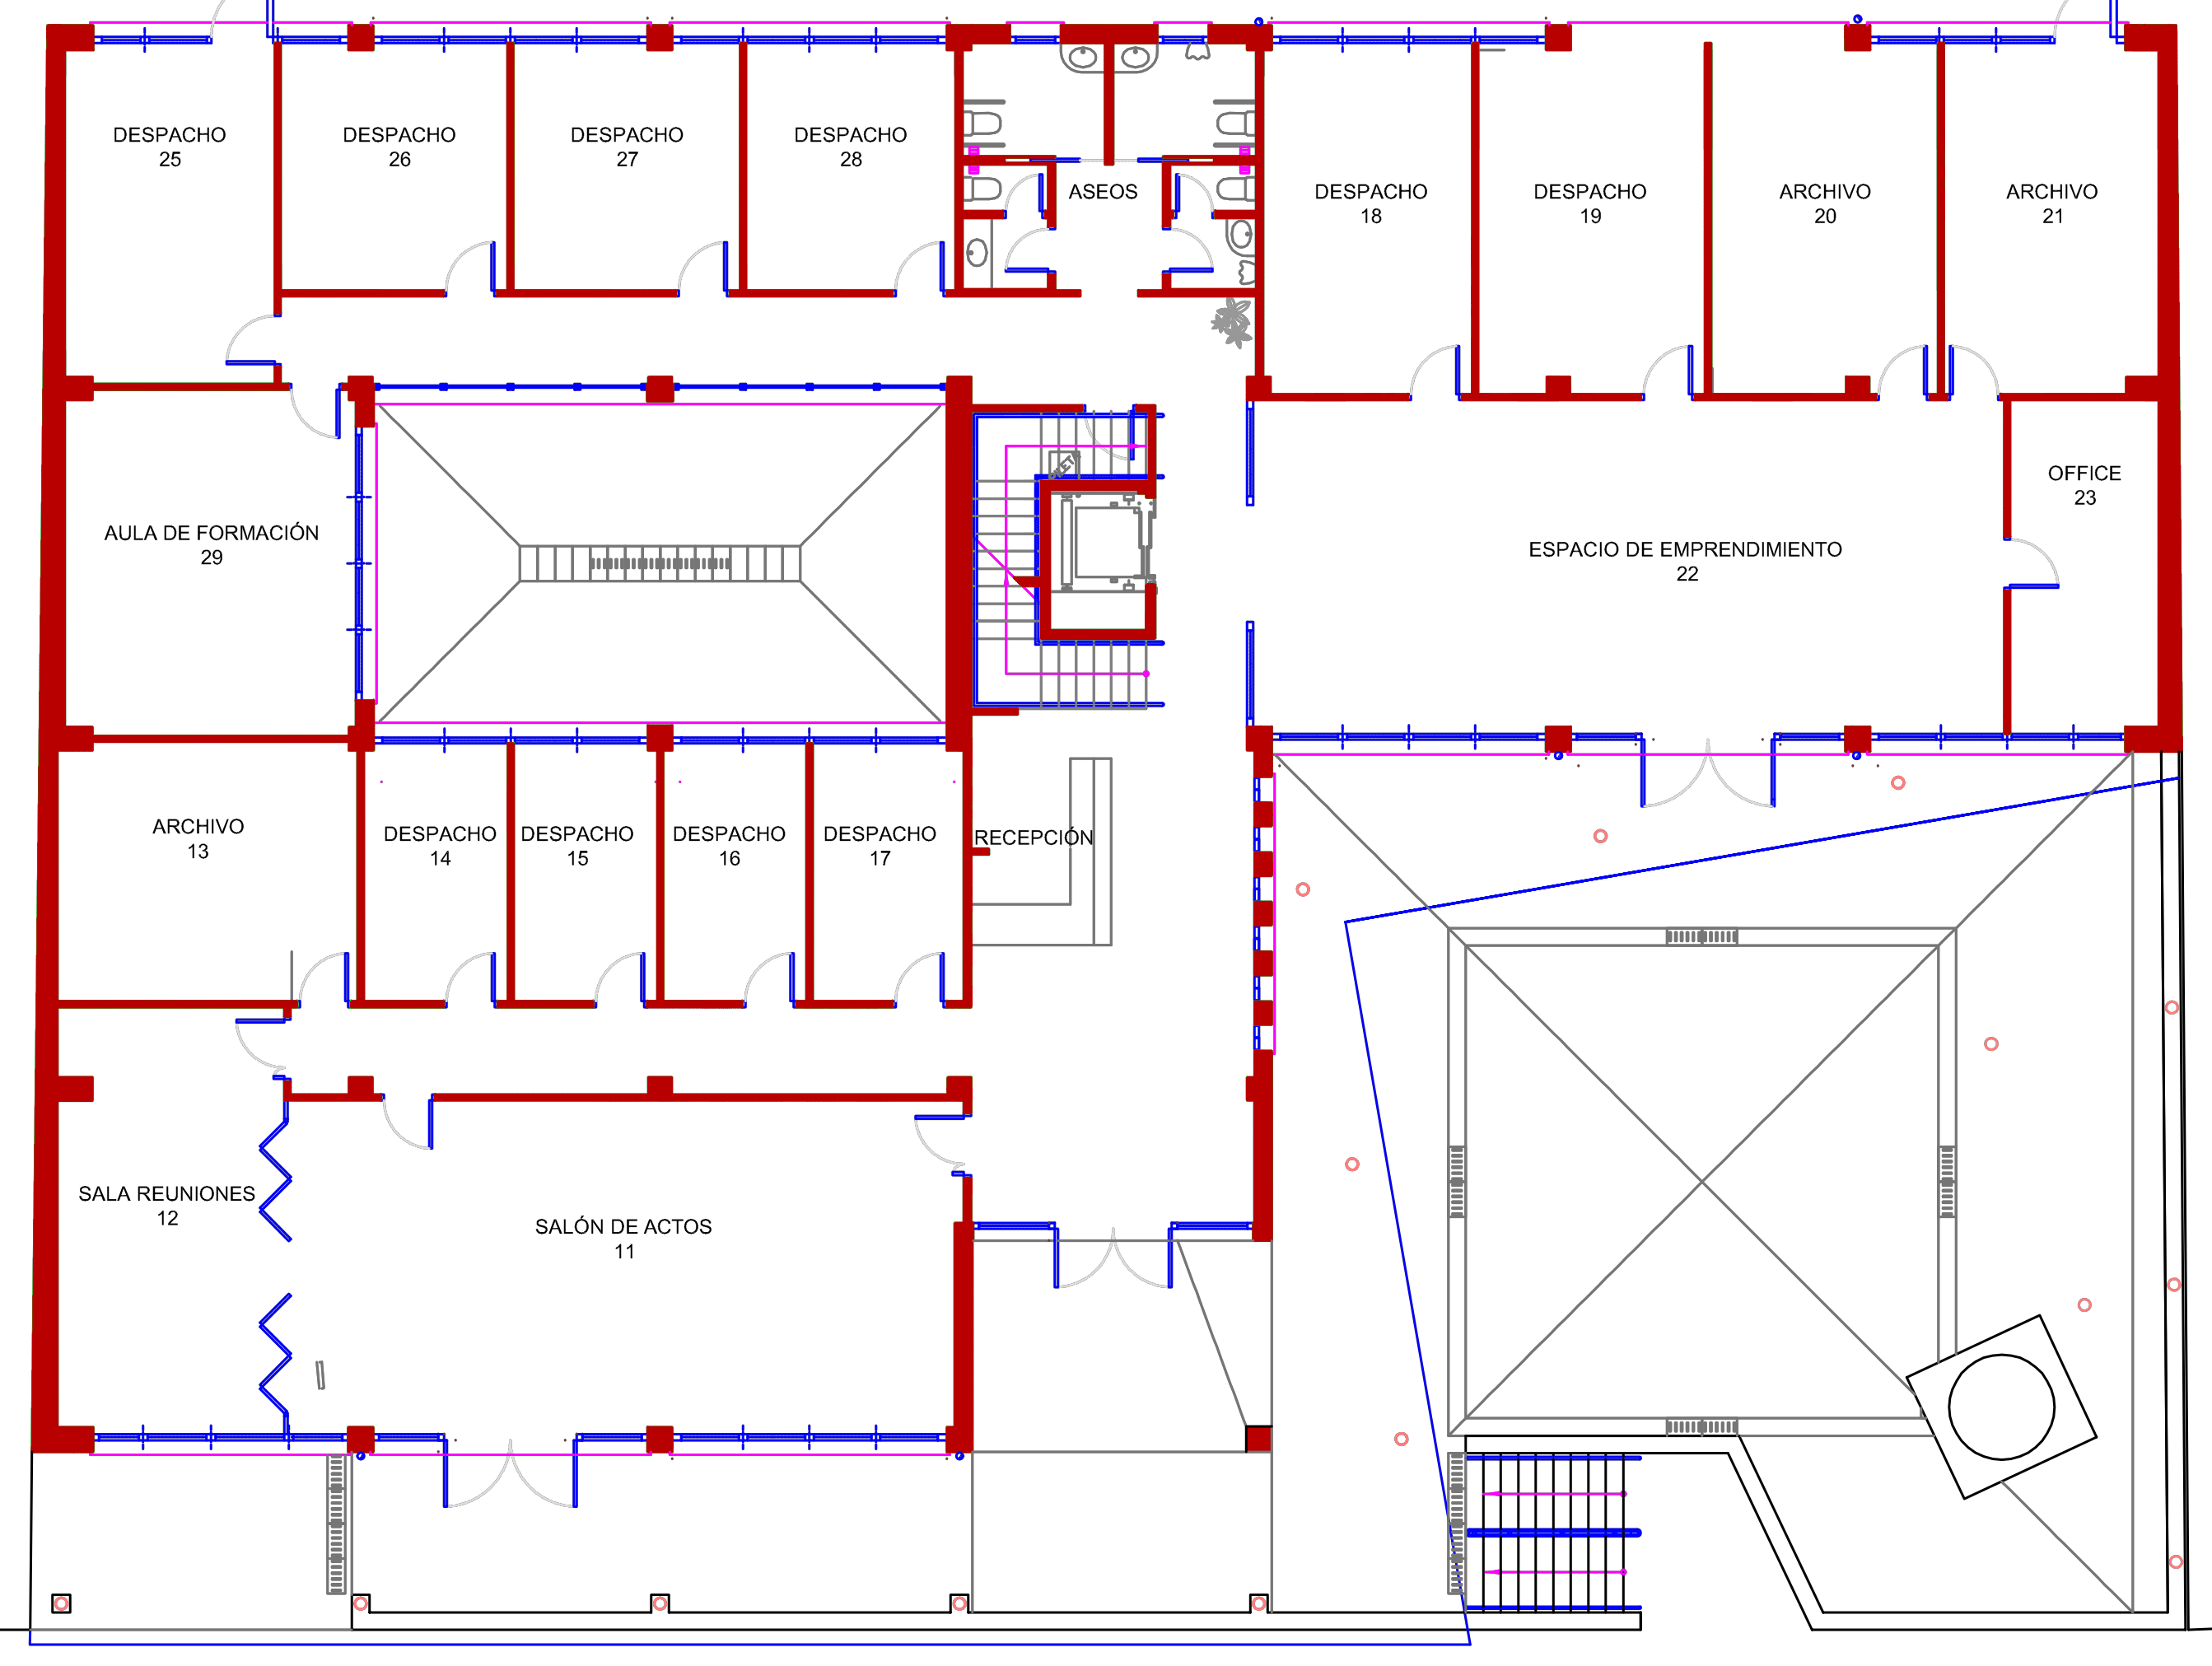 DESPACHO
25
DESPACHO
26
DESPACHO
27
DESPACHO
28
ASEOS
DESPACHO
18
DESPACHO
19
ARCHIVO
20
ARCHIVO
21
AULA DE FORMACIÓN
29
ESPACIO DE EMPRENDIMIENTO
22
OFFICE
23
ARCHIVO
13
DESPACHO
14
DESPACHO
15
DESPACHO
16
DESPACHO
17
RECEPCIÓN
SALA REUNIONES
12
SALÓN DE ACTOS
11